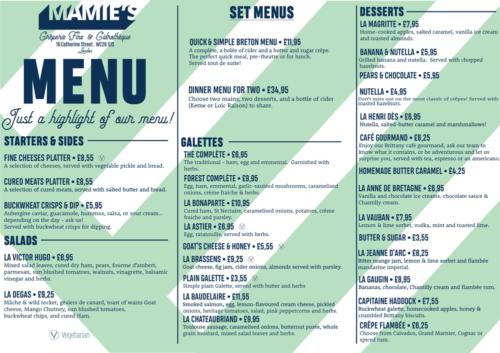 MAMIE'S
Crêperie Fine & Cidrothèque
19 Catherine Street . WC2B 5JS
London
MENU
Just a highlight of our menu!
STARTERS & SIDES
FINE CHEESES PLATTER • £8,55 Ⓥ
A selection of cheeses, served with vegetable pickle and bread.
CURED MEATS PLATTER • £8,55
A selection of cured meats, served with salted butter and bread.
BUCKWHEAT CRISPS & DIP • £5,95
Aubergine caviar, guacamole, hummus, salsa, or sour cream...
depending on the day - ask us!
Served with buckwheat crisps for dipping.
SALADS
LA VICTOR HUGO • £8,95
Mixed salad leaves, cured dry ham, pears, fourme d'ambert,
parmesan, sun blushed tomatoes, walnuts, vinaigrette, balsamic
vinegar and herbs.
LA DEGAS • £9,25
Mâche & wild rocket, gésiers de canard, toast of warm Goat
cheese, Mango Chutney, sun blushed tomatoes,
buckwheat chips, and cured Ham.
Ⓥ Vegetarian
SET MENUS
QUICK & SIMPLE BRETON MENU • £11,95
A complète, a bolée of cider and a butter and sugar crêpe.
The perfect quick meal, pre-theatre or for lunch.
Served tout de suite!
DINNER MENU FOR TWO • £34,95
Choose two mains, two desserts, and a bottle of cider
(Kerne or Loic Raison) to share.
GALETTES
THE COMPLÈTE • £6,95
The traditional - ham, egg and emmental. Garnished with
herbs.
FOREST COMPLÈTE • £9,95
Egg, ham, emmental, garlic-sautéed mushrooms, caramelised
onions, crème fraîche & herbs.
LA BONAPARTE • £10,95
Cured ham, St Nectaire, caramelised onions, potatoes, crème
fraîche and parsley.
LA ASTIER • £8,95 Ⓥ
Egg, ratatouille, served with herbs.
GOAT'S CHEESE & HONEY • £5,55 Ⓥ
LA BRASSENS • £9,25 Ⓥ
Goat cheese, fig jam, cider onions, almonds served with parsley.
PLAIN GALETTE • £3,55 Ⓥ
Simple plain Galette, served with butter and herbs
LA BAUDELAIRE • £11,55
Smoked salmon, egg, lemon-flavoured cream cheese, pickled
onions, heritage tomatoes, salad, pink peppercorns and herbs.
LA CHATEAUBRIAND • £9,95
Toulouse sausage, caramelised onions, butternut purée, whole
grain mustard, mixed salad leaves and herbs.
DESSERTS
LA MAGRITTE • £7,95
Home-cooked apples, salted caramel, vanilla ice cream
and toasted almonds.
BANANA & NUTELLA • £5,95
Grilled banana and nutella. Served with chopped
hazelnuts.
PEARS & CHOCOLATE • £5,95
NUTELLA • £4,95
Don't miss out on the most classic of crêpes! Served with
toasted hazelnuts.
LA HENRI DÈS • £6,95
Nutella, salted-butter caramel and marshmallows!
CAFÉ GOURMAND • £8,25
Enjoy our Brittany café gourmand, ask our team to
know what it contains, or be adventurous and let us
surprise you, served with tea, espresso or an americano.
HOMEMADE BUTTER CARAMEL • £4,25
LA ANNE DE BRETAGNE • £6,95
Vanilla and chocolate ice creams, chocolate sauce &
Chantilly cream.
LA VAUBAN • £7,95
Lemon & lime sorbet, vodka, mint and toasted lime.
BUTTER & SUGAR • £3,55
LA JEANNE D'ARC • £8,25
Bitter orange jam, lemon & lime sorbet and flambée
mandarine imperial.
LA GAUGIN • £8,95
Bananas, chocolate, Chantilly cream and flambée rum.
CAPITAINE HADDOCK • £7,55
Buckwheat galette, homecooked apples, honey &
crumbled Brittany biscuits.
CRÊPE FLAMBÉE • £8,25
Choose from Calvados, Grand Marnier, Cognac or
spiced rum.